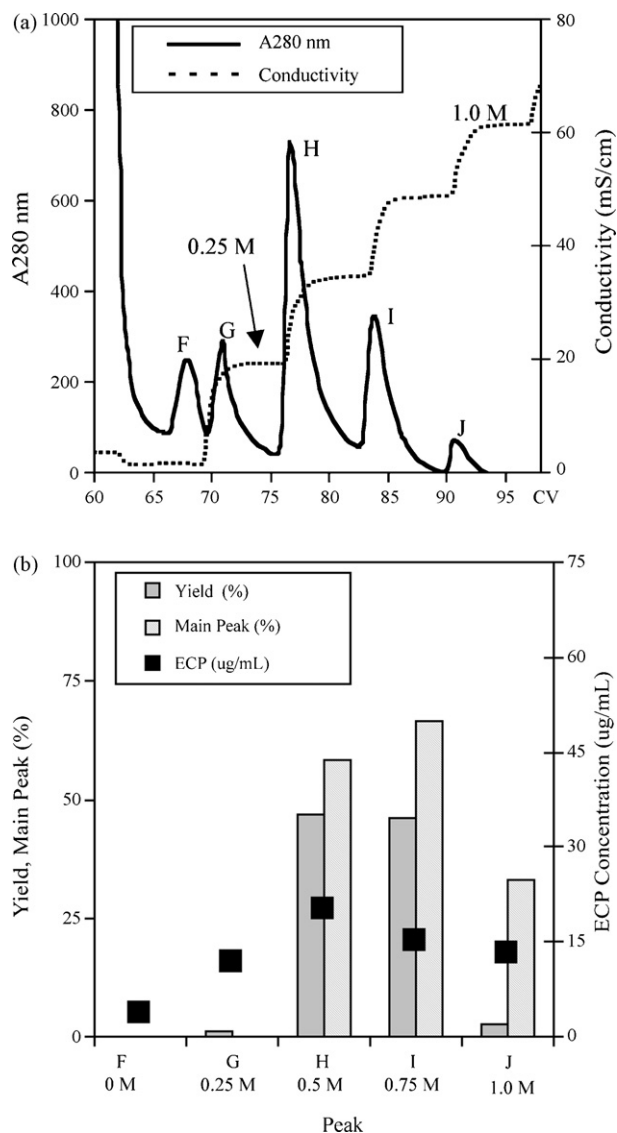 (a)
1000
800
600
400
200
0
A280 nm
A280 nm
Conductivity
F
G
H
I
J
0.25 M
1.0 M
80
60
40
20
0
Conductivity (mS/cm)
60 65 70 75 80 85 90 95 CV
(b)
100
75
50
25
0
Yield, Main Peak (%)
Yield (%)
Main Peak (%)
ECP (ug/mL)
75
60
45
30
15
0
ECP Concentration (ug/mL)
F G H I J
0 M 0.25 M 0.5 M 0.75 M 1.0 M
Peak